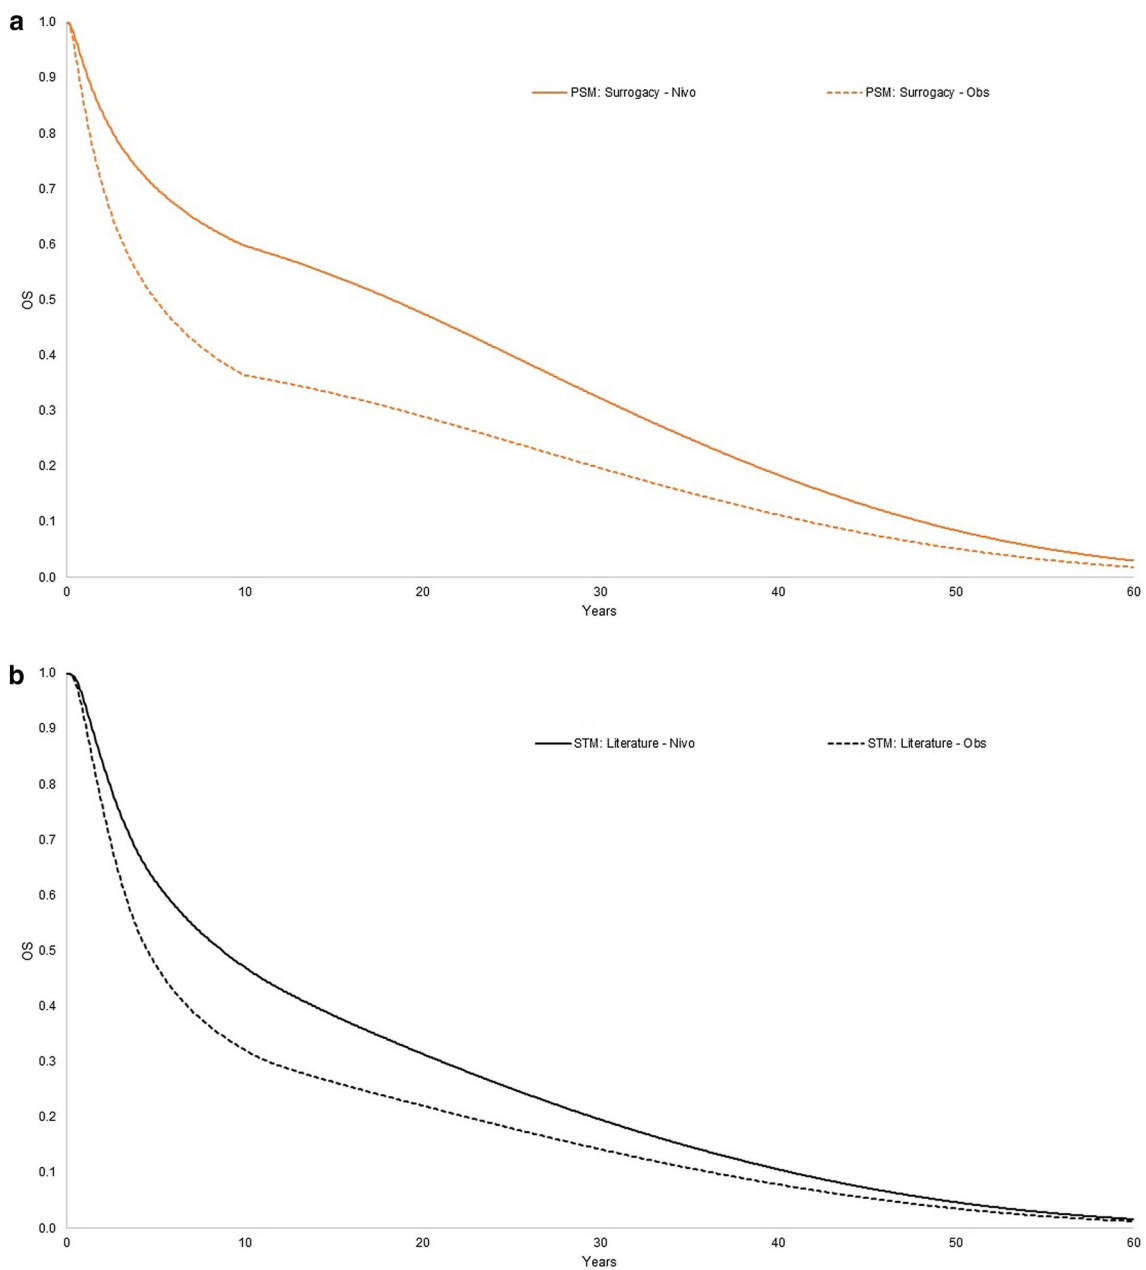 a
1.0
0.9
PSM: Surrogacy - Nivo
PSM: Surrogacy - Obs
0.8
0.7
0.6
0.5
OS
0.4
0.3
0.2
0.1
0.0
0 10 20 30 40 50 60
Years
b
1.0
0.9
STM: Literature - Nivo
STM: Literature - Obs
0.8
0.7
0.6
0.5
OS
0.4
0.3
0.2
0.1
0.0
0 10 20 30 40 50 60
Years